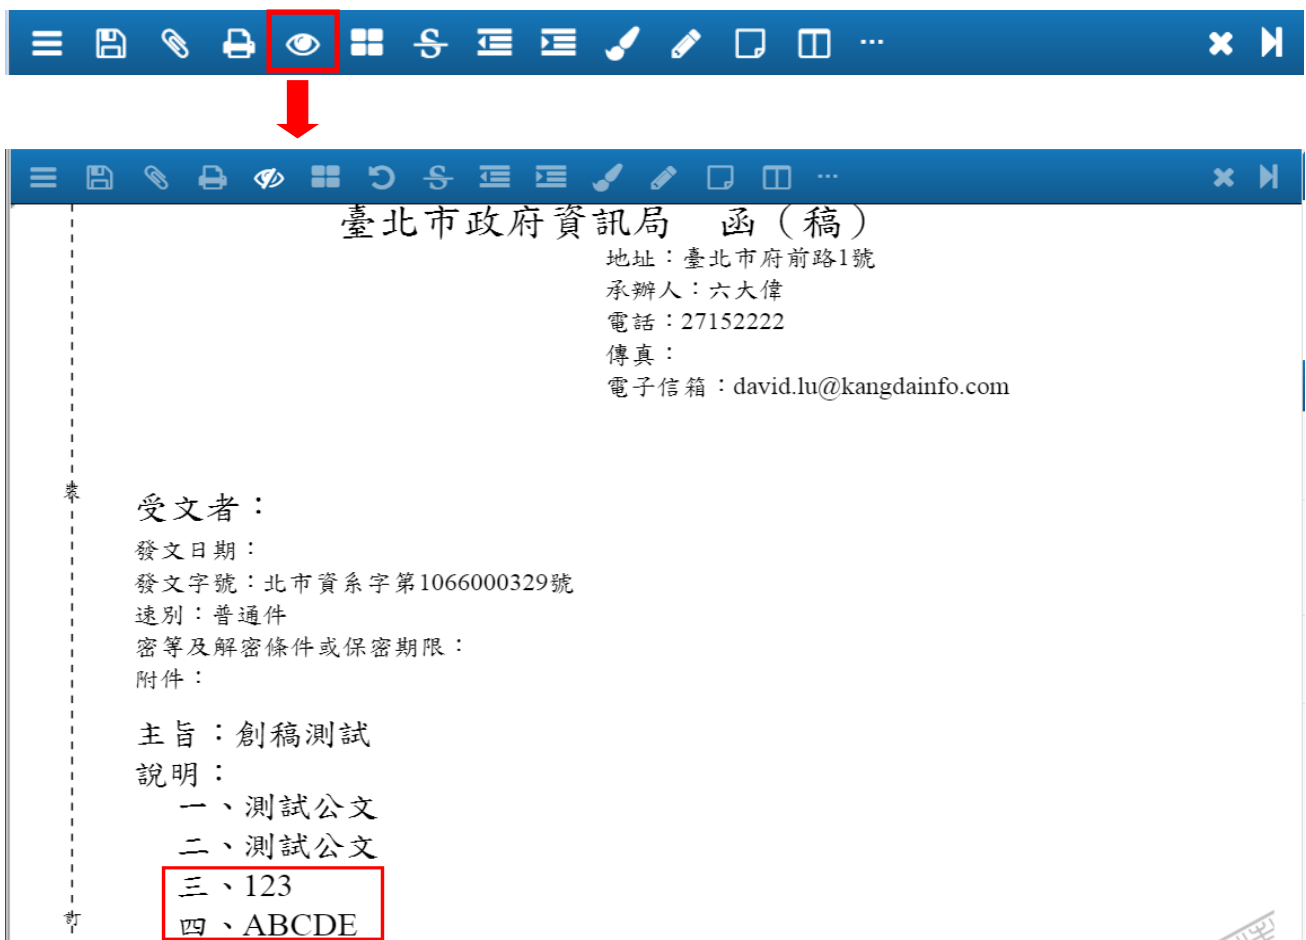 臺北市政府資訊局　函（稿）
地址：臺北市府前路1號
承辦人：六大偉
電話：27152222
傳真：
電子信箱：david.lu@kangdainfo.com
裝
受文者：
發文日期：
發文字號：北市資系字第1066000329號
速別：普通件
密等及解密條件或保密期限：
附件：
主旨：創稿測試
說明：
一、測試公文
二、測試公文
三、123
四、ABCDE
訂